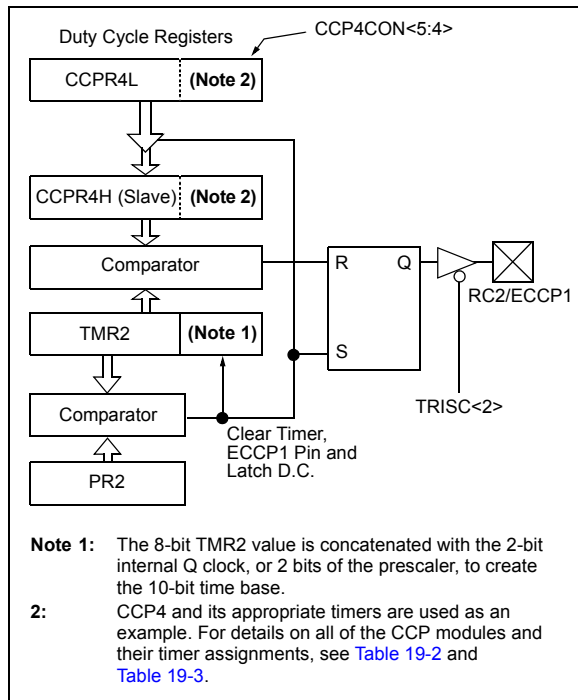 Duty Cycle Registers
CCP4CON<5:4>
CCPR4L
(Note 2)
CCPR4H (Slave)
(Note 2)
Comparator
R
Q
RC2/ECCP1
TMR2
(Note 1)
S
TRISC<2>
Comparator
Clear Timer,
ECCP1 Pin and
Latch D.C.
PR2
Note 1: The 8-bit TMR2 value is concatenated with the 2-bit
internal Q clock, or 2 bits of the prescaler, to create
the 10-bit time base.
2: CCP4 and its appropriate timers are used as an
example. For details on all of the CCP modules and
their timer assignments, see Table 19-2 and
Table 19-3.